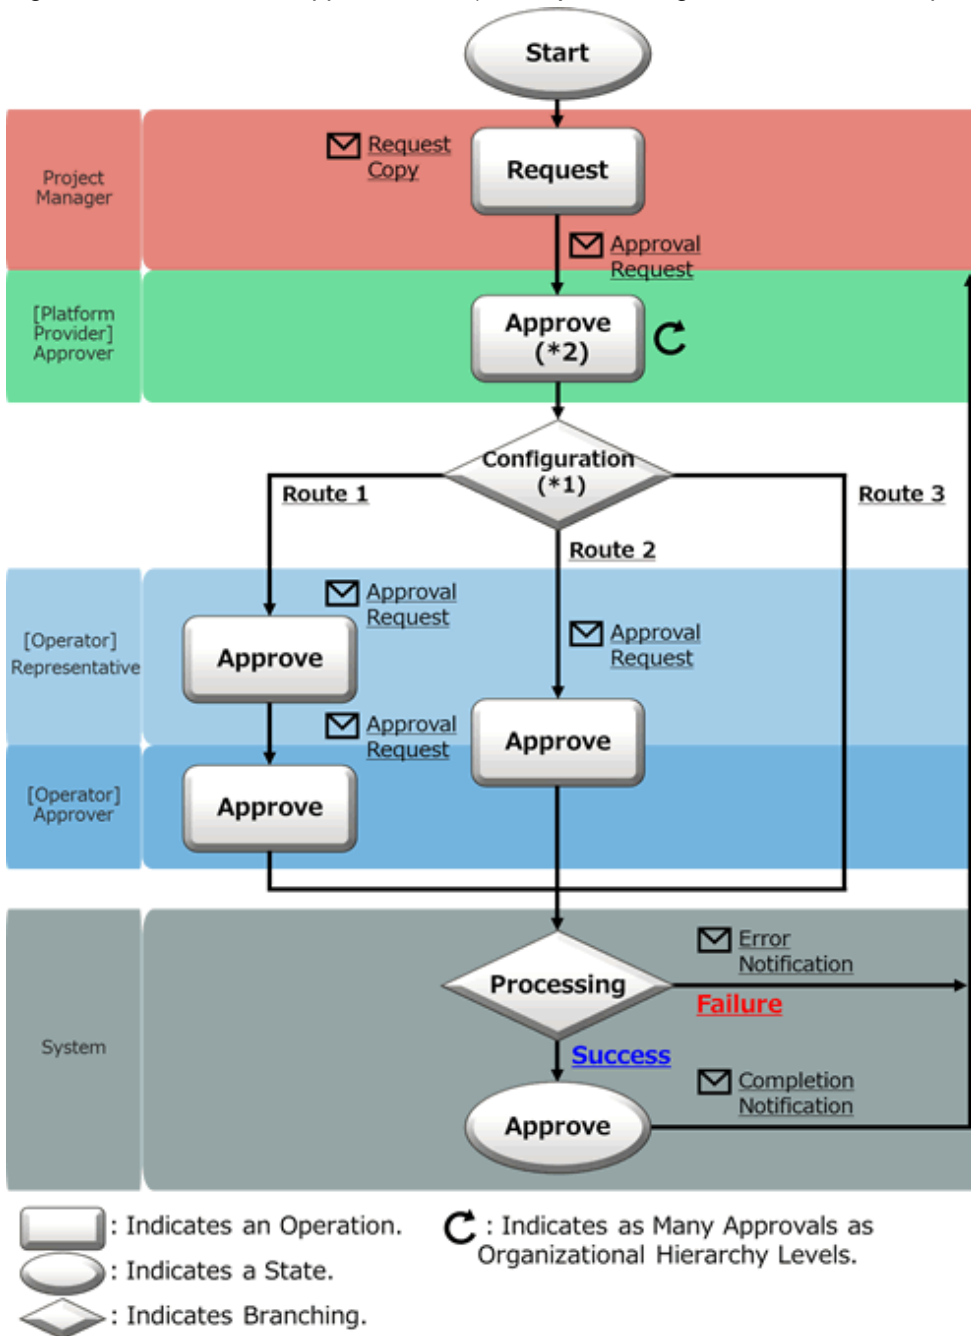 Start
Request
Copy
Request
Project
Manager
Approval
Request
[Platform
Provider]
Approver
Approve
(*2)
Configuration
(*1)
Route 1
Route 3
Route 2
Approval
Request
[Operator]
Representative
Approve
Approval
Request
Approval
Request
Approve
[Operator]
Approver
Approve
Error
Notification
Processing
Failure
System
Success
Completion
Notification
Approve
: Indicates an Operation.
: Indicates as Many Approvals as
Organizational Hierarchy Levels.
: Indicates a State.
: Indicates Branching.